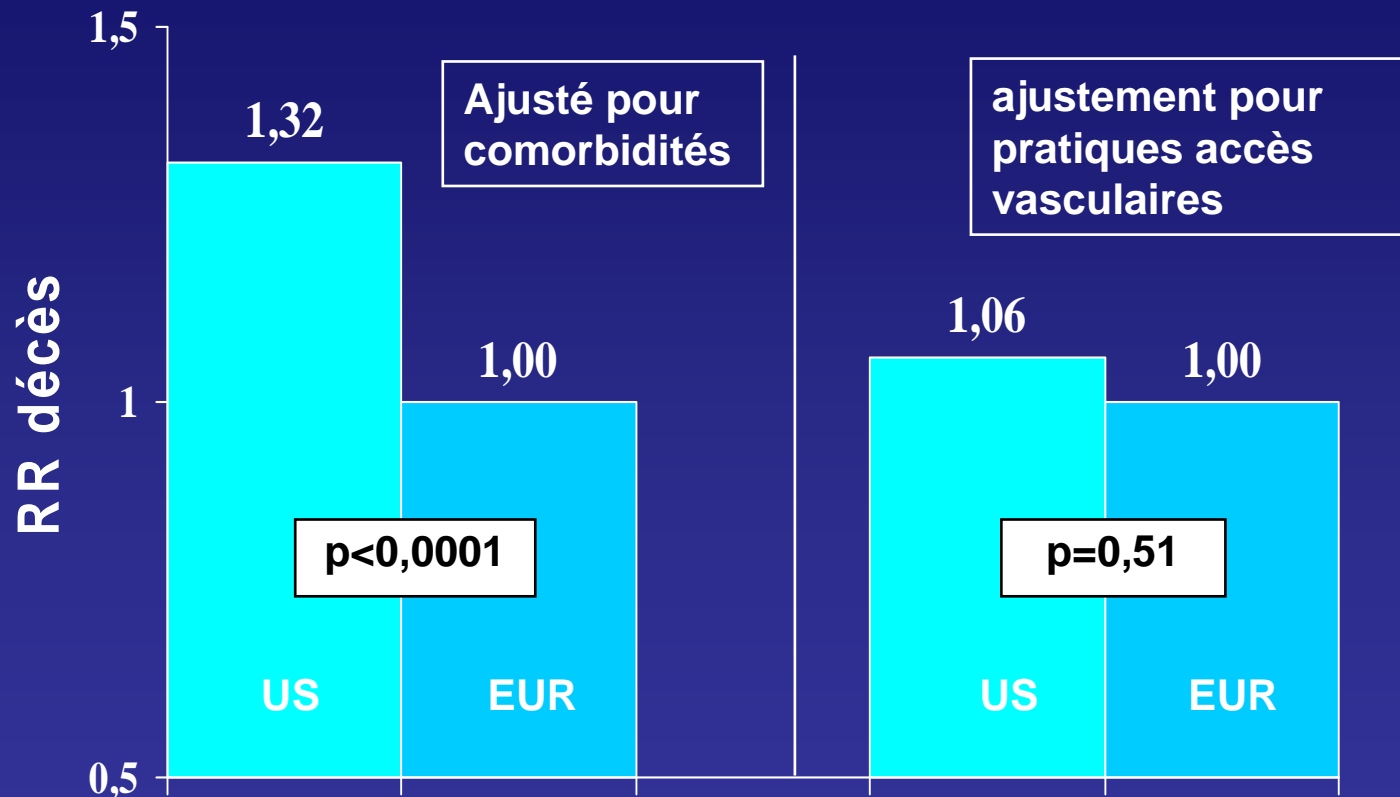 RR décès
1,5
1
0,5
Ajusté pour
comorbidités
1,32
1,00
p<0,0001
US
EUR
ajustement pour
pratiques accès
vasculaires
1,06
1,00
p=0,51
US
EUR